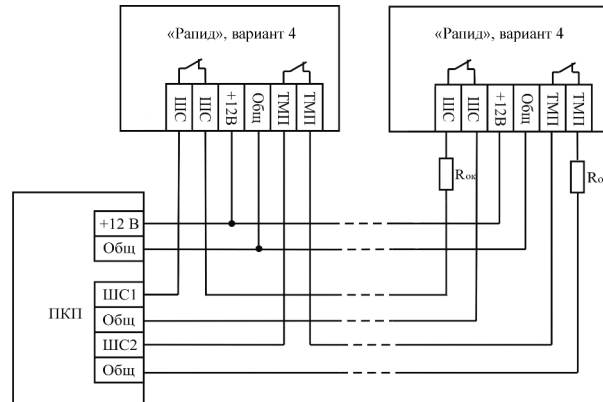 «Рапид», вариант 4
«Рапид», вариант 4
ШС ШС +12В Общ ТМП ТМП
ШС ШС +12В Общ ТМП ТМП
Rок
Rо
+12 В
Общ
ПКП
ШС1
Общ
ШС2
Общ